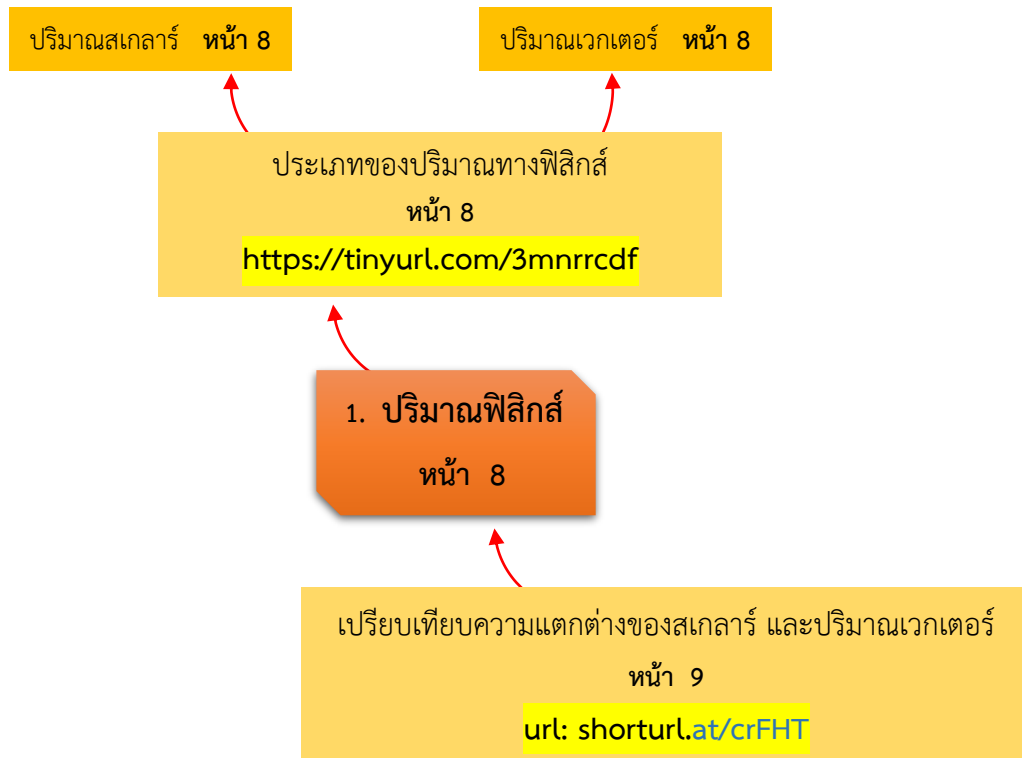 ปริมาณสเกลาร์ หน้า 8
ปริมาณเวกเตอร์ หน้า 8
ประเภทของปริมาณทางฟิสิกส์
หน้า 8
https://tinyurl.com/3mnrrcdf
1. ปริมาณฟิสิกส์
หน้า 8
เปรียบเทียบความแตกต่างของสเกลาร์ และปริมาณเวกเตอร์
หน้า 9
url: shorturl.at/crFHT